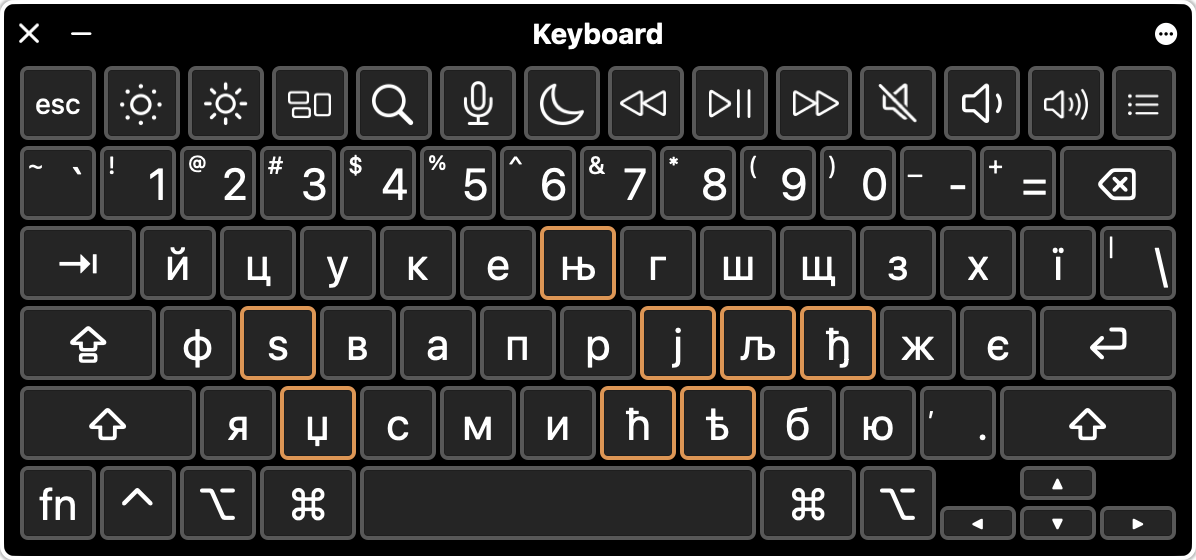 Keyboard
esc
~ ` ! 1 @ 2 # 3 $ 4 % 5 ^ 6 & 7 * 8 ( 9 ) 0 _ - + =
й ц у к е њ г ш щ з х ї | \
ф ѕ в а п р ј љ ђ ж є
я џ с м и ћ ѣ б ю ’ .
fn ⌃ ⌥ ⌘ ⌘ ⌥